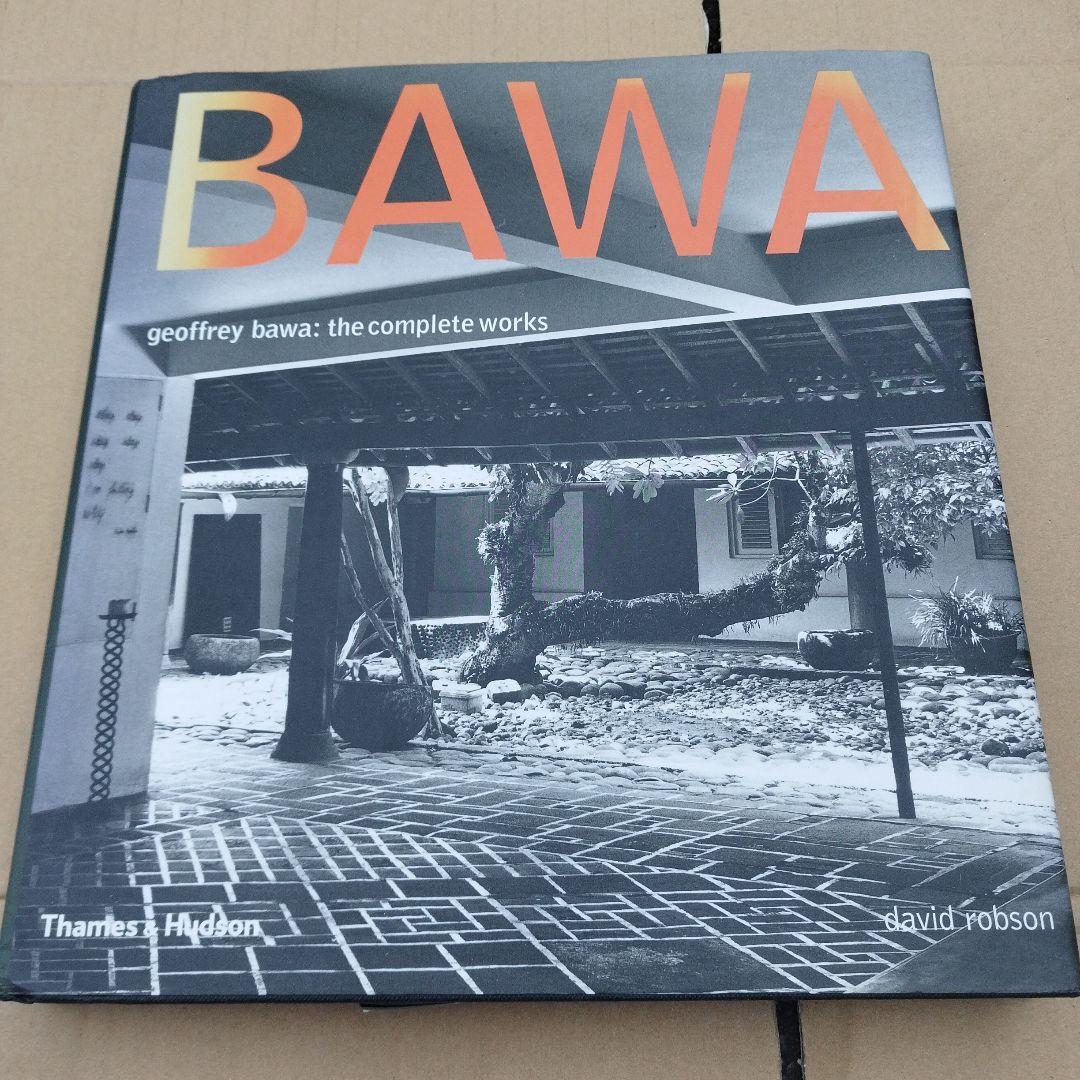 BAWA
geoffrey bawa: the complete works
Thames & Hudson
david robson